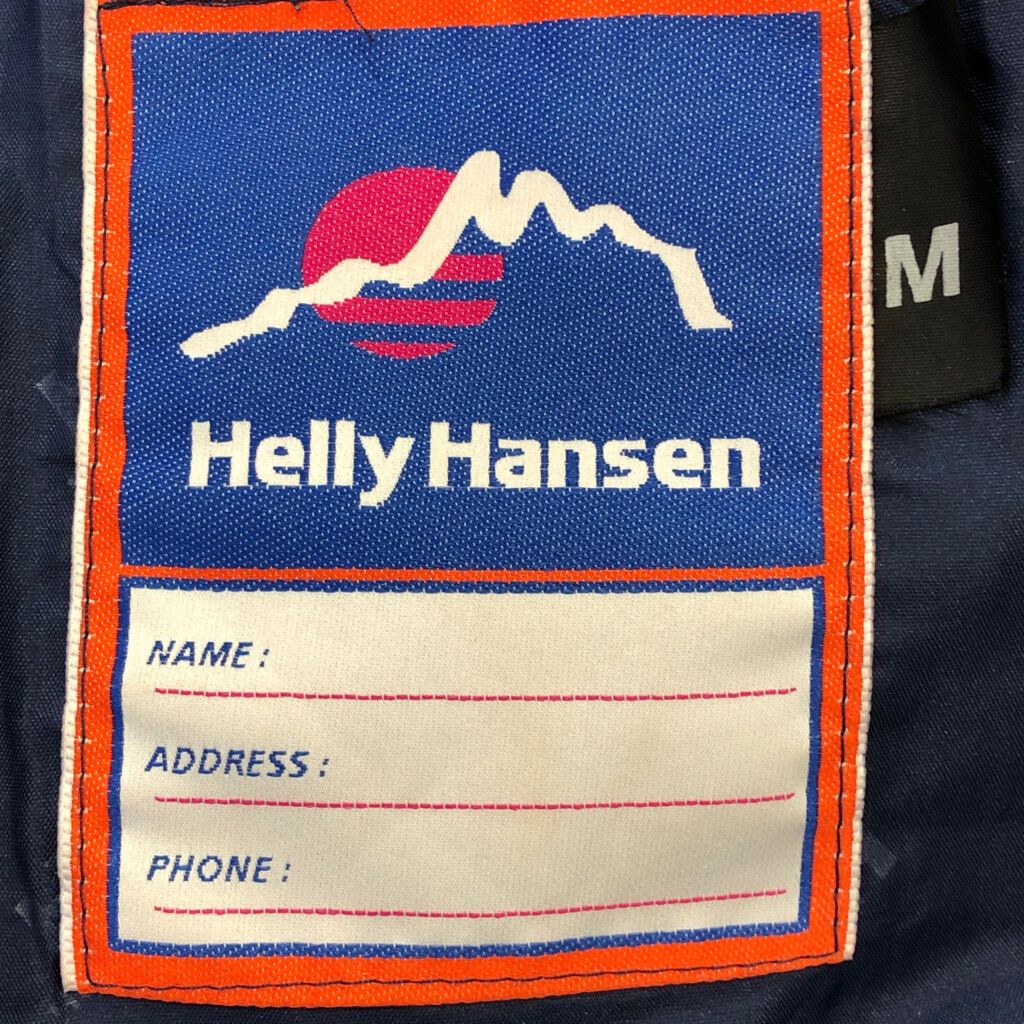 M
Helly Hansen
NAME :
ADDRESS :
PHONE :